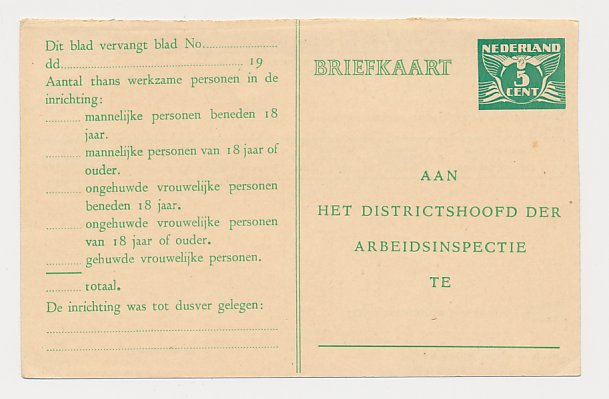 Dit blad vervangt blad No.....................
dd................................................ 19
Aantal thans werkzame personen in de
inrichting:
.......... mannelijke personen beneden 18
jaar.
.......... mannelijke personen van 18 jaar of
ouder.
.......... ongehuwde vrouwelijke personen
beneden 18 jaar.
.......... ongehuwde vrouwelijke personen
van 18 jaar of ouder.
.......... gehuwde vrouwelijke personen.
.......... totaal.
De inrichting was tot dusver gelegen:
BRIEFKAART
NEDERLAND
5
CENT
AAN
HET DISTRICTSHOOFD DER
ARBEIDSINSPECTIE
TE